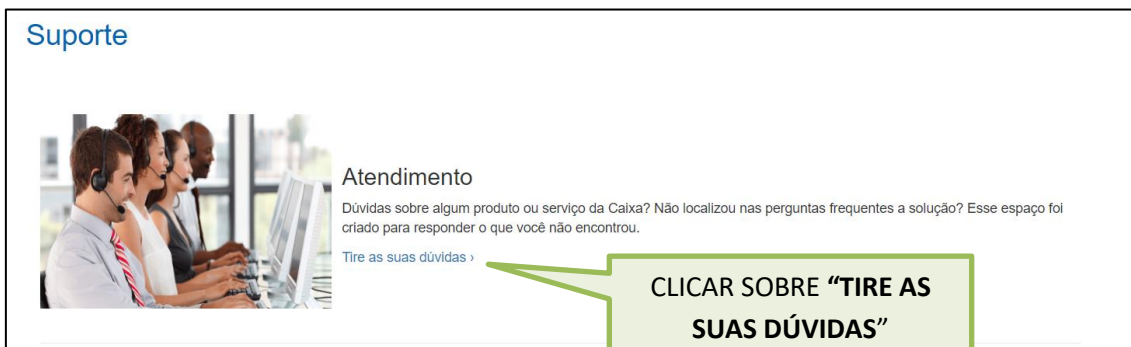 Suporte
Atendimento
Dúvidas sobre algum produto ou serviço da Caixa? Não localizou nas perguntas frequentes a solução? Esse espaço foi
criado para responder o que você não encontrou.
Tire as suas dúvidas ›
CLICAR SOBRE “TIRE AS
SUAS DÚVIDAS”